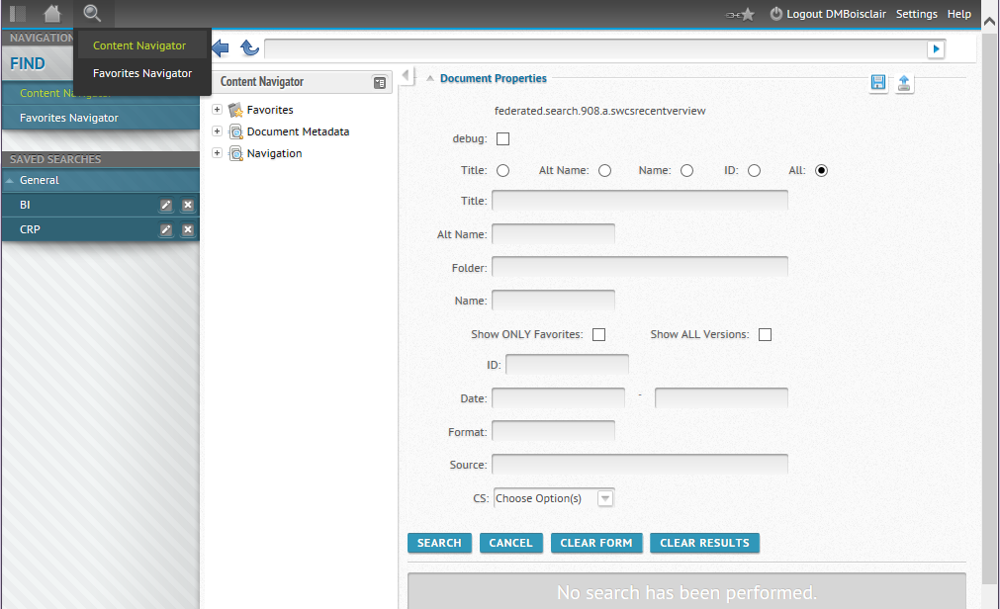 Logout DMBoisclair Settings Help
NAVIGATION
FIND
Content Navigator
Favorites Navigator
Content Na
Favorites Navigator
SAVED SEARCHES
General
BI
CRP
Content Navigator
Favorites
Document Metadata
Navigation
Document Properties
federated.search.908.a.swcsrecentverview
debug:
Title: Alt Name: Name: ID: All:
Title:
Alt Name:
Folder:
Name:
Show ONLY Favorites: Show ALL Versions:
ID:
Date: -
Format:
Source:
CS: Choose Option(s)
SEARCH CANCEL CLEAR FORM CLEAR RESULTS
No search has been performed.